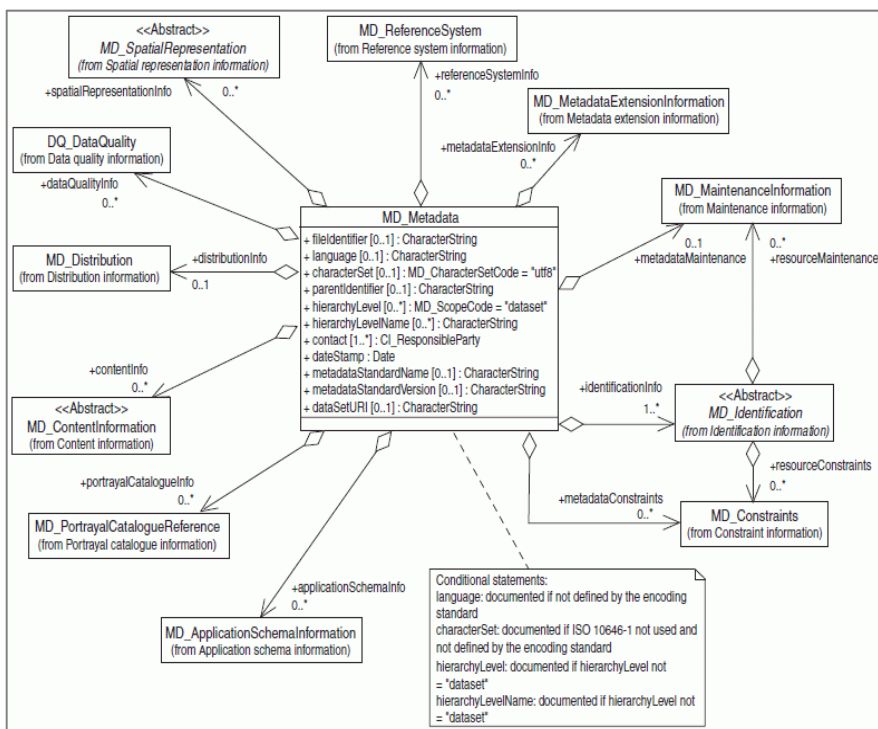 <<Abstract>>
MD_SpatialRepresentation
(from Spatial representation information)
+spatialRepresentationInfo
0..*
MD_ReferenceSystem
(from Reference system information)
+referenceSystemInfo
0..*
MD_MetadataExtensionInformation
(from Metadata extension information)
+metadataExtensionInfo
0..*
DQ_DataQuality
(from Data quality information)
+dataQualityInfo
0..*
MD_MaintenanceInformation
(from Maintenance information)
0..1
+metadataMaintenance
0..*
+resourceMaintenance
MD_Distribution
(from Distribution information)
+distributionInfo
0..1
MD_Metadata
+ fileIdentifier [0..1] : CharacterString
+ language [0..1] : CharacterString
+ characterSet [0..1] : MD_CharacterSetCode = "utf8"
+ parentIdentifier [0..1] : CharacterString
+ hierarchyLevel [0..*] : MD_ScopeCode = "dataset"
+ hierarchyLevelName [0..*] : CharacterString
+ contact [1..*] : CI_ResponsibleParty
+ dateStamp : Date
+ metadataStandardName [0..1] : CharacterString
+ metadataStandardVersion [0..1] : CharacterString
+ dataSetURI [0..1] : CharacterString
+contentInfo
0..*
<<Abstract>>
MD_ContentInformation
(from Content information)
+identificationInfo
1..*
<<Abstract>>
MD_Identification
(from Identification information)
+resourceConstraints
0..*
+portrayalCatalogueInfo
0..*
MD_PortrayalCatalogueReference
(from Portrayal catalogue information)
+metadataConstraints
0..*
MD_Constraints
(from Constraint information)
+applicationSchemaInfo
0..*
MD_ApplicationSchemaInformation
(from Application schema information)
Conditional statements:
language: documented if not defined by the encoding
standard
characterSet: documented if ISO 10646-1 not used and
not defined by the encoding standard
hierarchyLevel: documented if hierarchyLevel not
= "dataset"
hierarchyLevelName: documented if hierarchyLevel not
= "dataset"